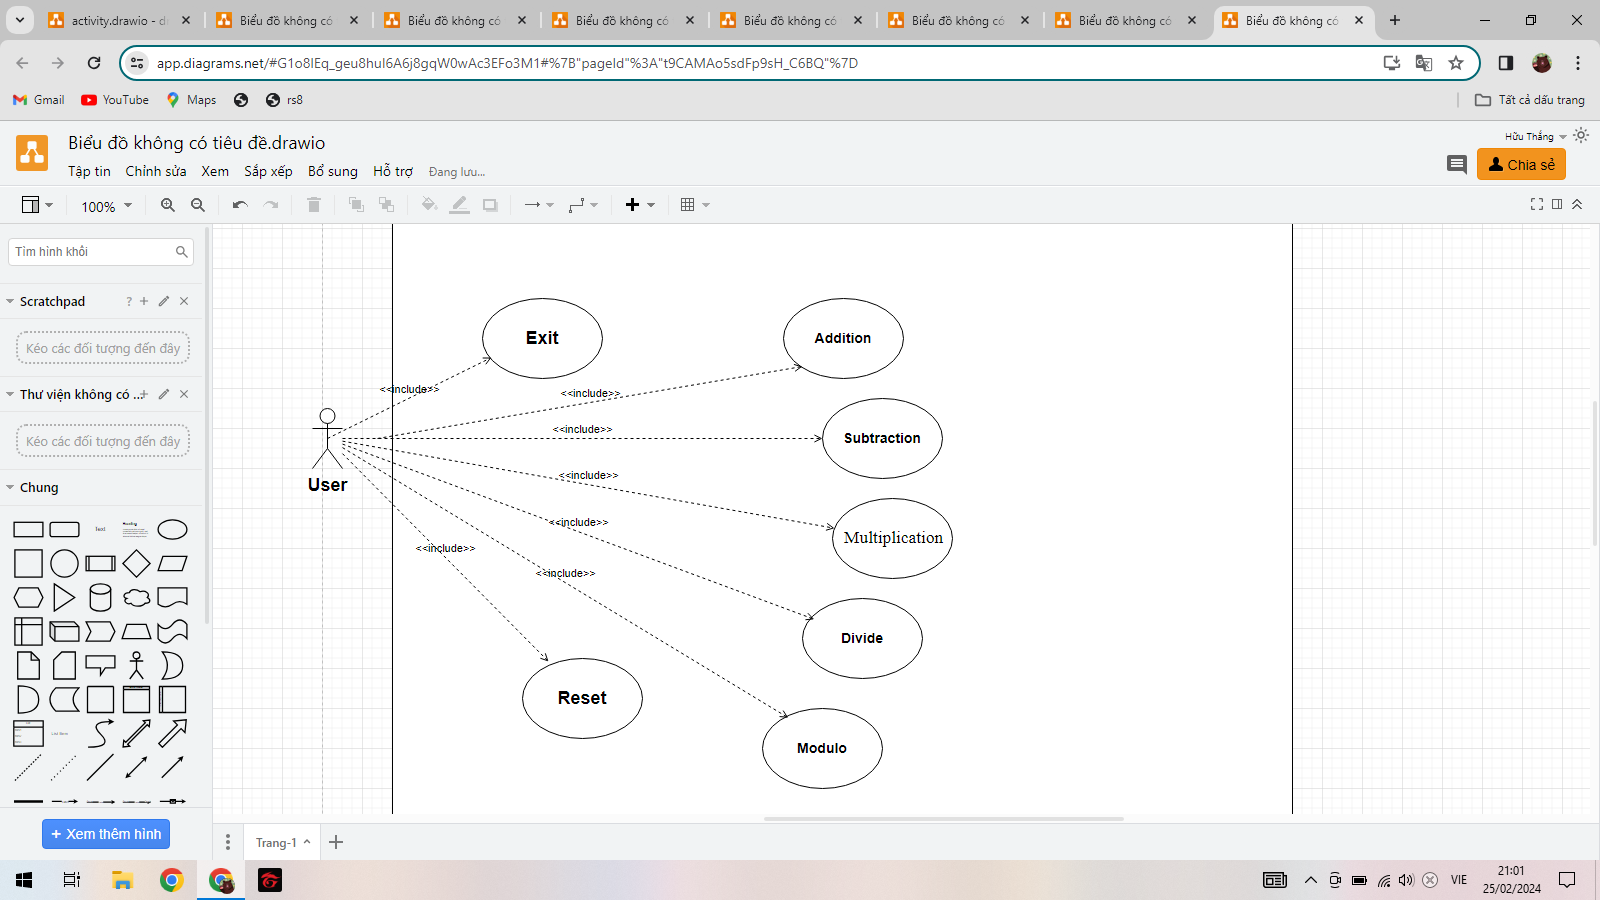 activity.drawio - d
Biểu đồ không có
Biểu đồ không có
Biểu đồ không có
Biểu đồ không có
Biểu đồ không có
Biểu đồ không có
Biểu đồ không có
app.diagrams.net/#G1o8lEq_geu8huI6A6j8gqW0wAc3EFo3M1#%7B"pageId"%3A"t9CAMAo5sdFp9sH_C6BQ"%7D
Gmail
YouTube
Maps
rs8
Tất cả dấu trang
Biểu đồ không có tiêu đề.drawio
Hữu Thắng
Tập tin
Chỉnh sửa
Xem
Sắp xếp
Bổ sung
Hỗ trợ
Đang lưu...
Chia sẻ
100%
Tìm hình khối
Scratchpad
?
Kéo các đối tượng đến đây
Thư viện không có ...
Kéo các đối tượng đến đây
Chung
Text
Heading
Xem thêm hình
Exit
Addition
<<include>>
<<include>>
<<include>>
Subtraction
<<include>>
User
Multiplication
<<include>>
<<include>>
<<include>>
Divide
Reset
Modulo
Trang-1
VIE
21:01
25/02/2024